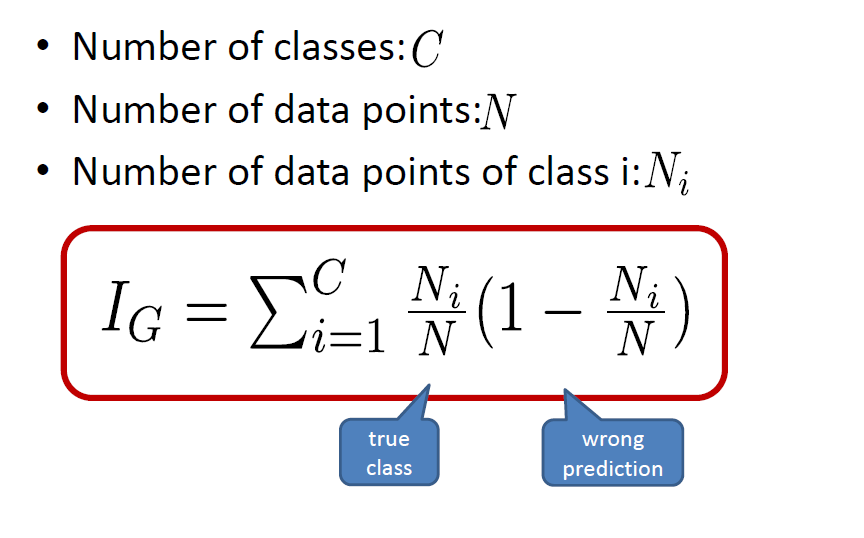 • Number of classes: C
• Number of data points: N
• Number of data points of class i: N_i
I_G = \sum_{i=1}^{C} \frac{N_i}{N} (1 - \frac{N_i}{N})
true
class
wrong
prediction